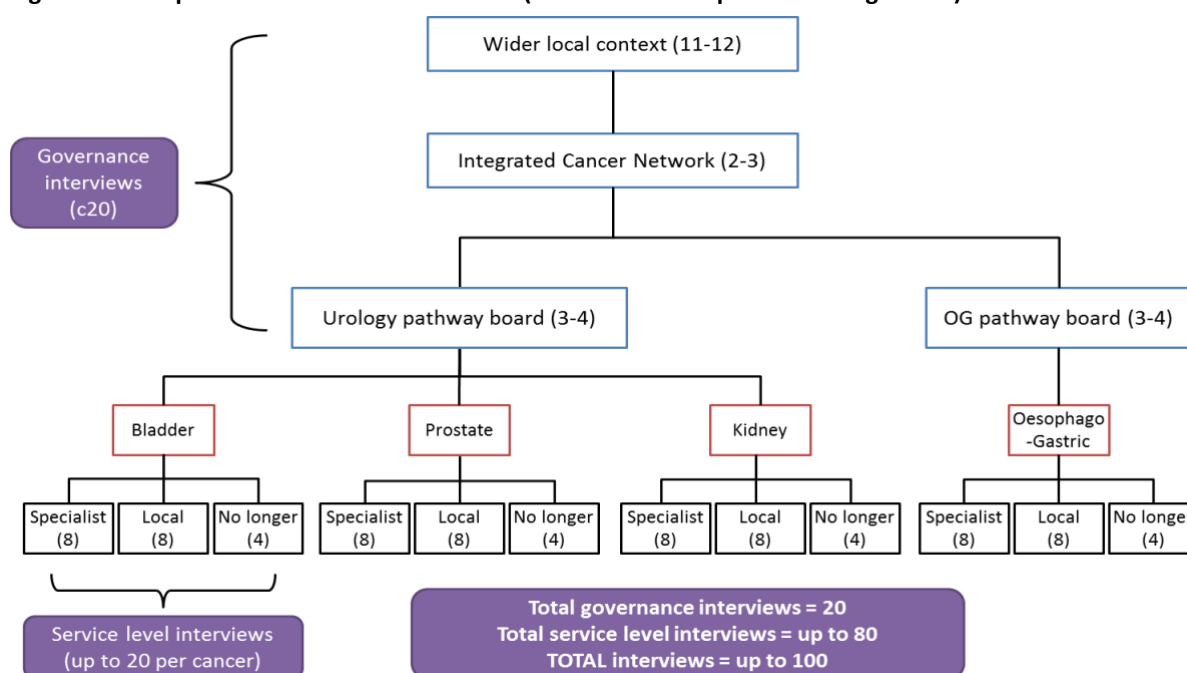 Wider local context (11-12)
Governance
interviews
(c20)
Integrated Cancer Network (2-3)
Urology pathway board (3-4)
OG pathway board (3-4)
Bladder
Prostate
Kidney
Oesophago
-Gastric
Specialist
(8)
Local
(8)
No longer
(4)
Specialist
(8)
Local
(8)
No longer
(4)
Specialist
(8)
Local
(8)
No longer
(4)
Specialist
(8)
Local
(8)
No longe
(4)
Service level interviews
(up to 20 per cancer)
Total governance interviews = 20
Total service level interviews = up to 80
TOTAL interviews = up to 100